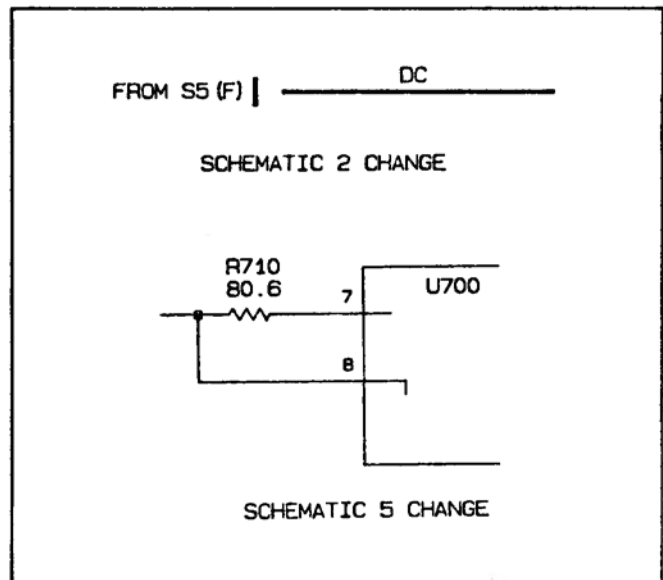 DC
FROM S5 (F)
SCHEMATIC 2 CHANGE
R710
80.6
7
U700
8
SCHEMATIC 5 CHANGE